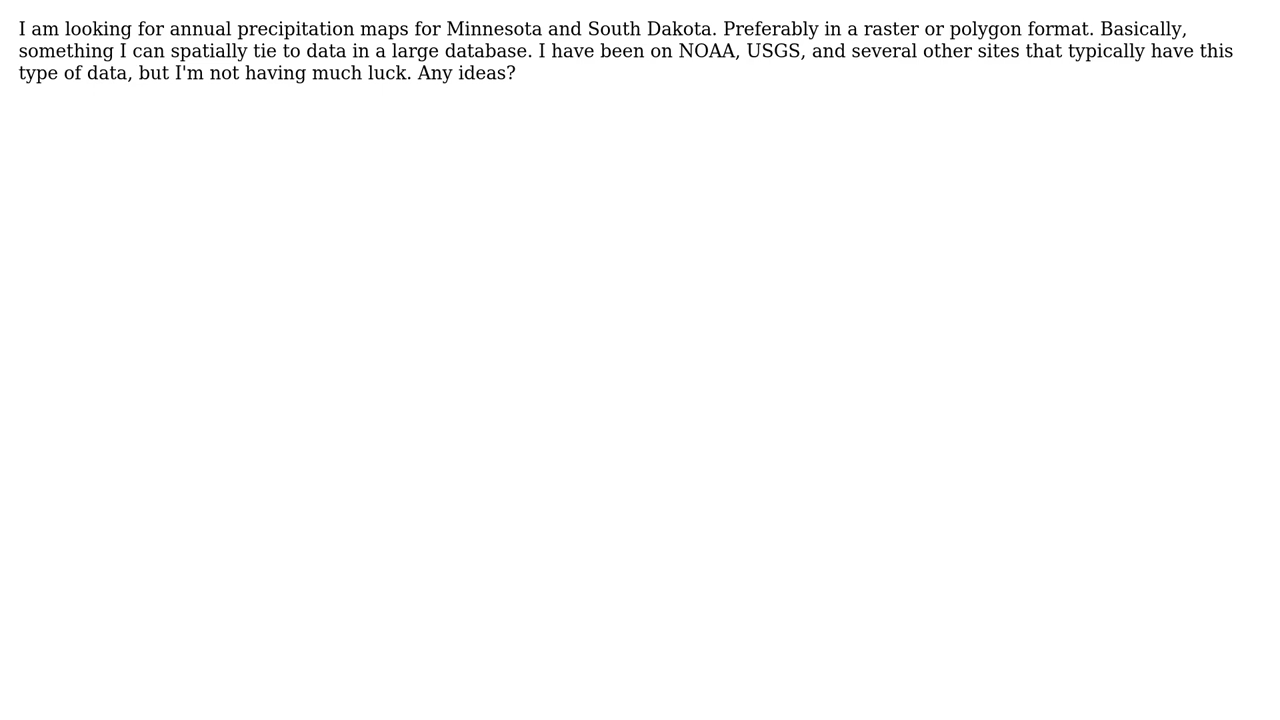 I am looking for annual precipitation maps for Minnesota and South Dakota. Preferably in a raster or polygon format. Basically,
something I can spatially tie to data in a large database. I have been on NOAA, USGS, and several other sites that typically have this
type of data, but I'm not having much luck. Any ideas?